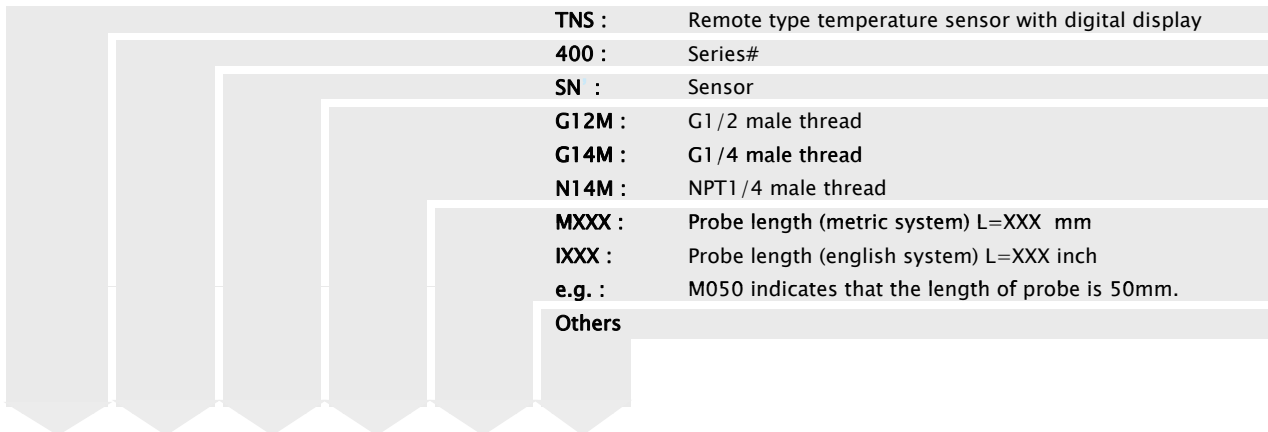 TNS : Remote type temperature sensor with digital display
400 : Series#
SN : Sensor
G12M : G1/2 male thread
G14M : G1/4 male thread
N14M : NPT1/4 male thread
MXXX : Probe length (metric system) L=XXX mm
IXXX : Probe length (english system) L=XXX inch
e.g. : M050 indicates that the length of probe is 50mm.
Others